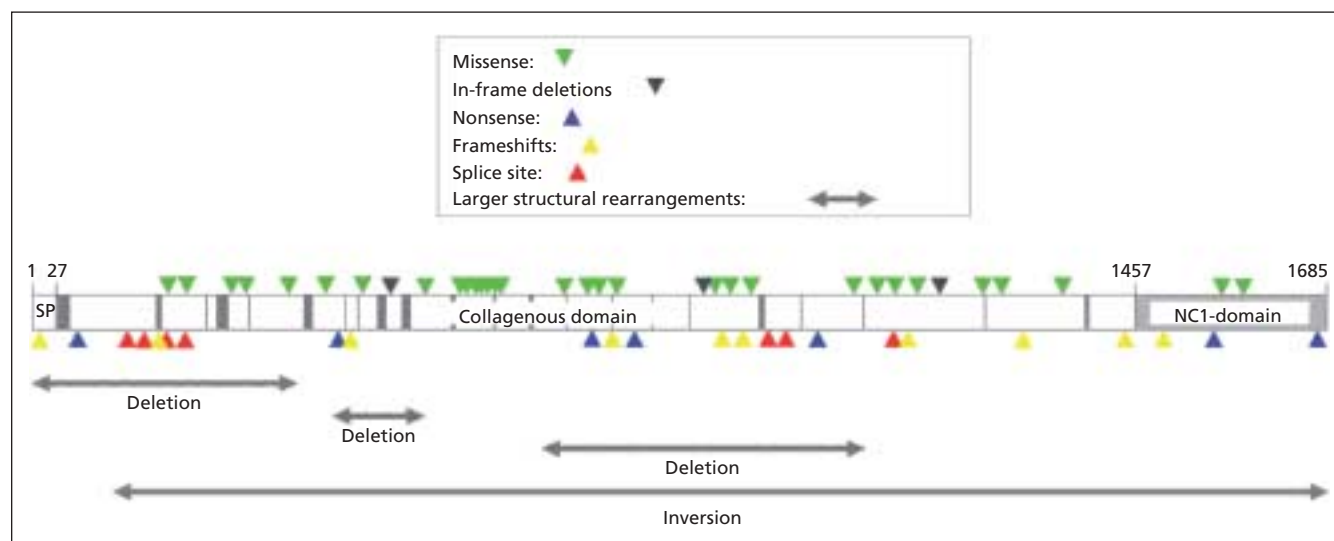 Missense:
In-frame deletions
Nonsense:
Frameshifts:
Splice site:
Larger structural rearrangements:
1 27 1457 1685
SP Collagenous domain NC1-domain
Deletion
Deletion
Deletion
Inversion